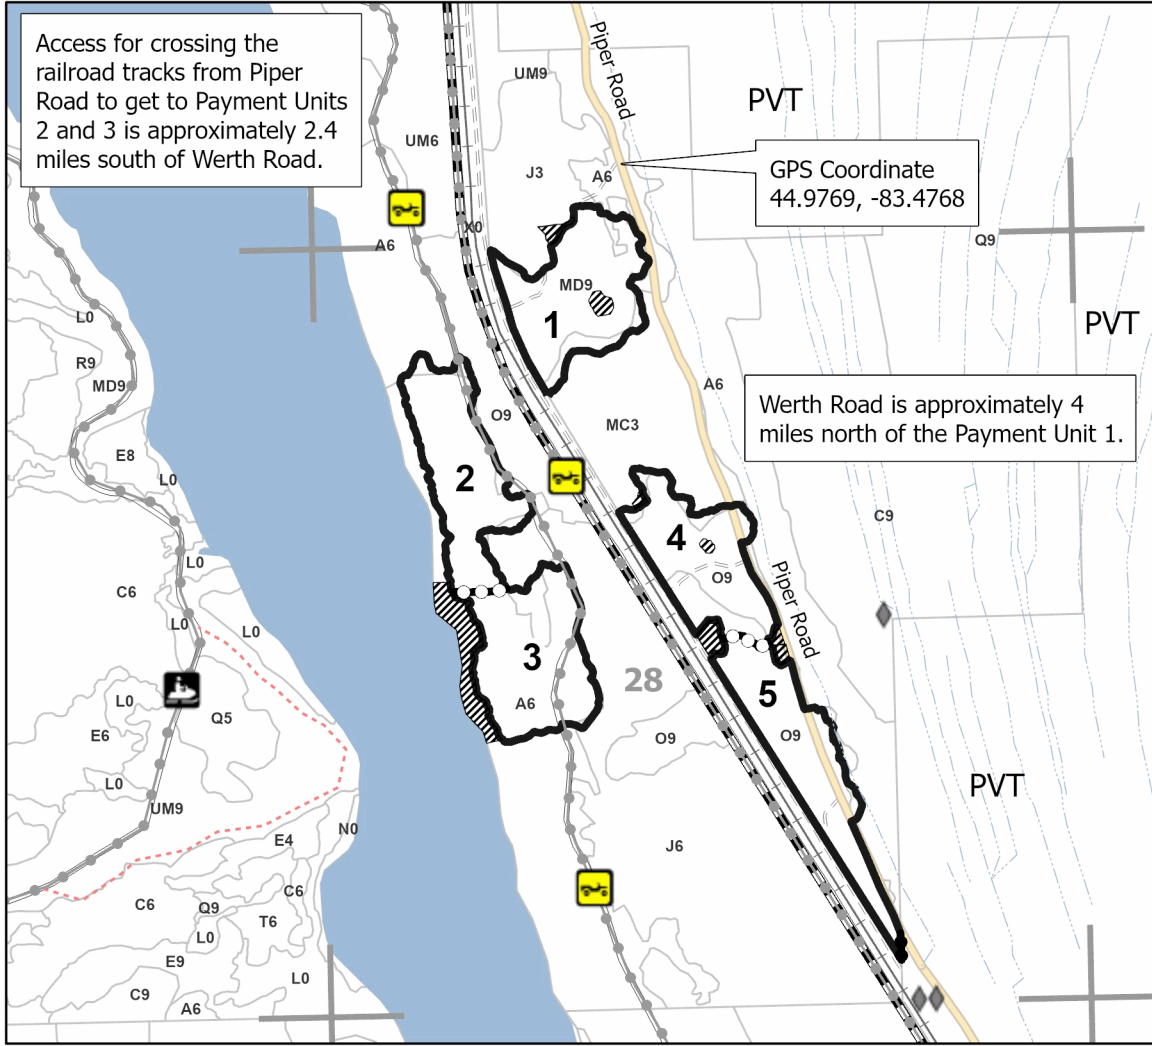 Access for crossing the
railroad tracks from Piper
Road to get to Payment Units
2 and 3 is approximately 2.4
miles south of Werth Road.
Piper Road
UM9
PVT
UM6
J3
A6
GPS Coordinate
44.9769, -83.4768
X0
A6
Q9
MD9
1
L0
PVT
R9
MD9
A6
Werth Road is approximately 4
miles north of the Payment Unit 1.
O9
MC3
E8
2
L0
C9
4
L0
O9
C6
Piper Road
L0
L0
3
28
5
L0
Q5
A6
E6
O9
O9
L0
PVT
UM9
N0
E4
J6
C6
C6
Q9
T6
L0
E9
L0
C9
A6